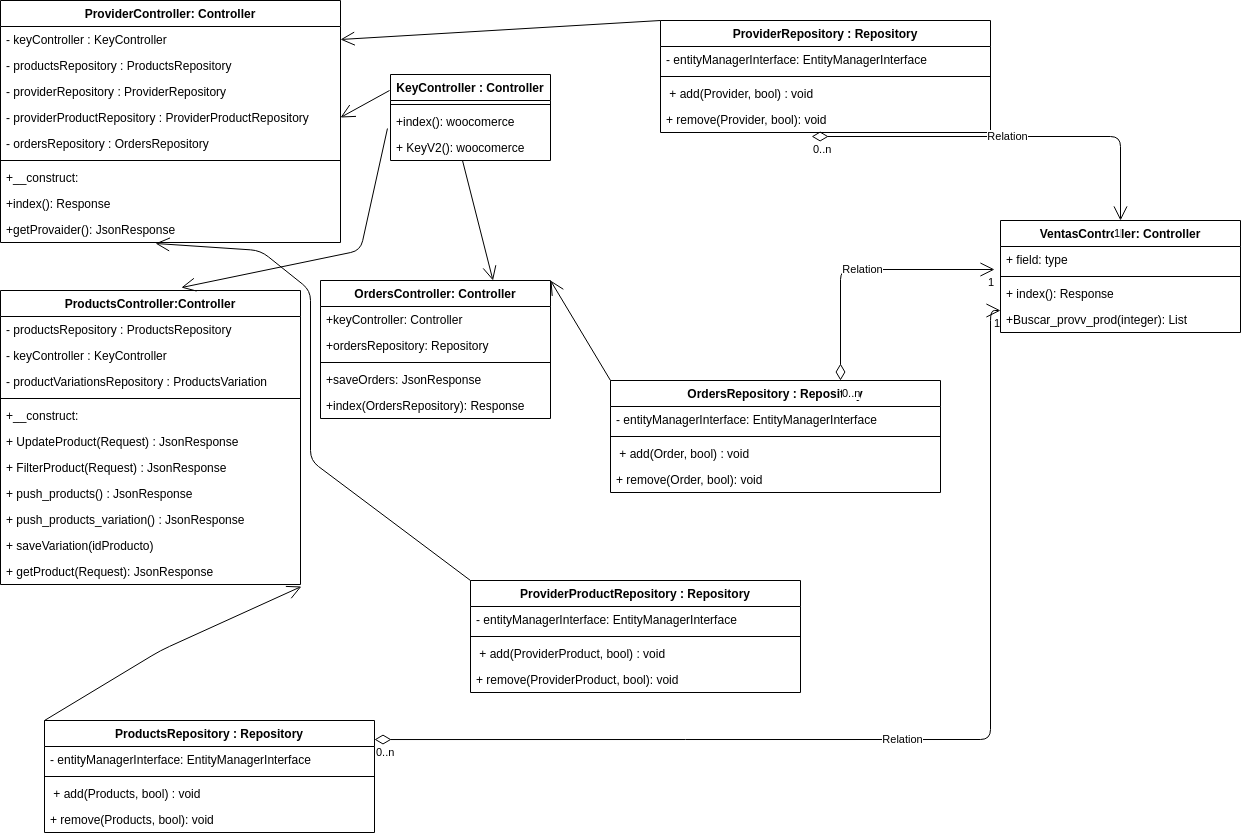 ProviderController: Controller
- keyController : KeyController
- productsRepository : ProductsRepository
- providerRepository : ProviderRepository
- providerProductRepository : ProviderProductRepository
- ordersRepository : OrdersRepository
+__construct:
+index(): Response
+getProvaider(): JsonResponse
KeyController : Controller
+index(): woocomerce
+ KeyV2(): woocomerce
ProviderRepository : Repository
- entityManagerInterface: EntityManagerInterface
+ add(Provider, bool) : void
+ remove(Provider, bool): void
Relation
0..n
1
VentasController: Controller
+ field: type
+ index(): Response
+Buscar_provv_prod(integer): List
Relation
1
0..n
1
ProductsController:Controller
- productsRepository : ProductsRepository
- keyController : KeyController
- productVariationsRepository : ProductsVariation
+__construct:
+ UpdateProduct(Request) : JsonResponse
+ FilterProduct(Request) : JsonResponse
+ push_products() : JsonResponse
+ push_products_variation() : JsonResponse
+ saveVariation(idProducto)
+ getProduct(Request): JsonResponse
OrdersController: Controller
+keyController: Controller
+ordersRepository: Repository
+saveOrders: JsonResponse
+index(OrdersRepository): Response
OrdersRepository : Repository
- entityManagerInterface: EntityManagerInterface
+ add(Order, bool) : void
+ remove(Order, bool): void
ProviderProductRepository : Repository
- entityManagerInterface: EntityManagerInterface
+ add(ProviderProduct, bool) : void
+ remove(ProviderProduct, bool): void
ProductsRepository : Repository
- entityManagerInterface: EntityManagerInterface
+ add(Products, bool) : void
+ remove(Products, bool): void
0..n
Relation